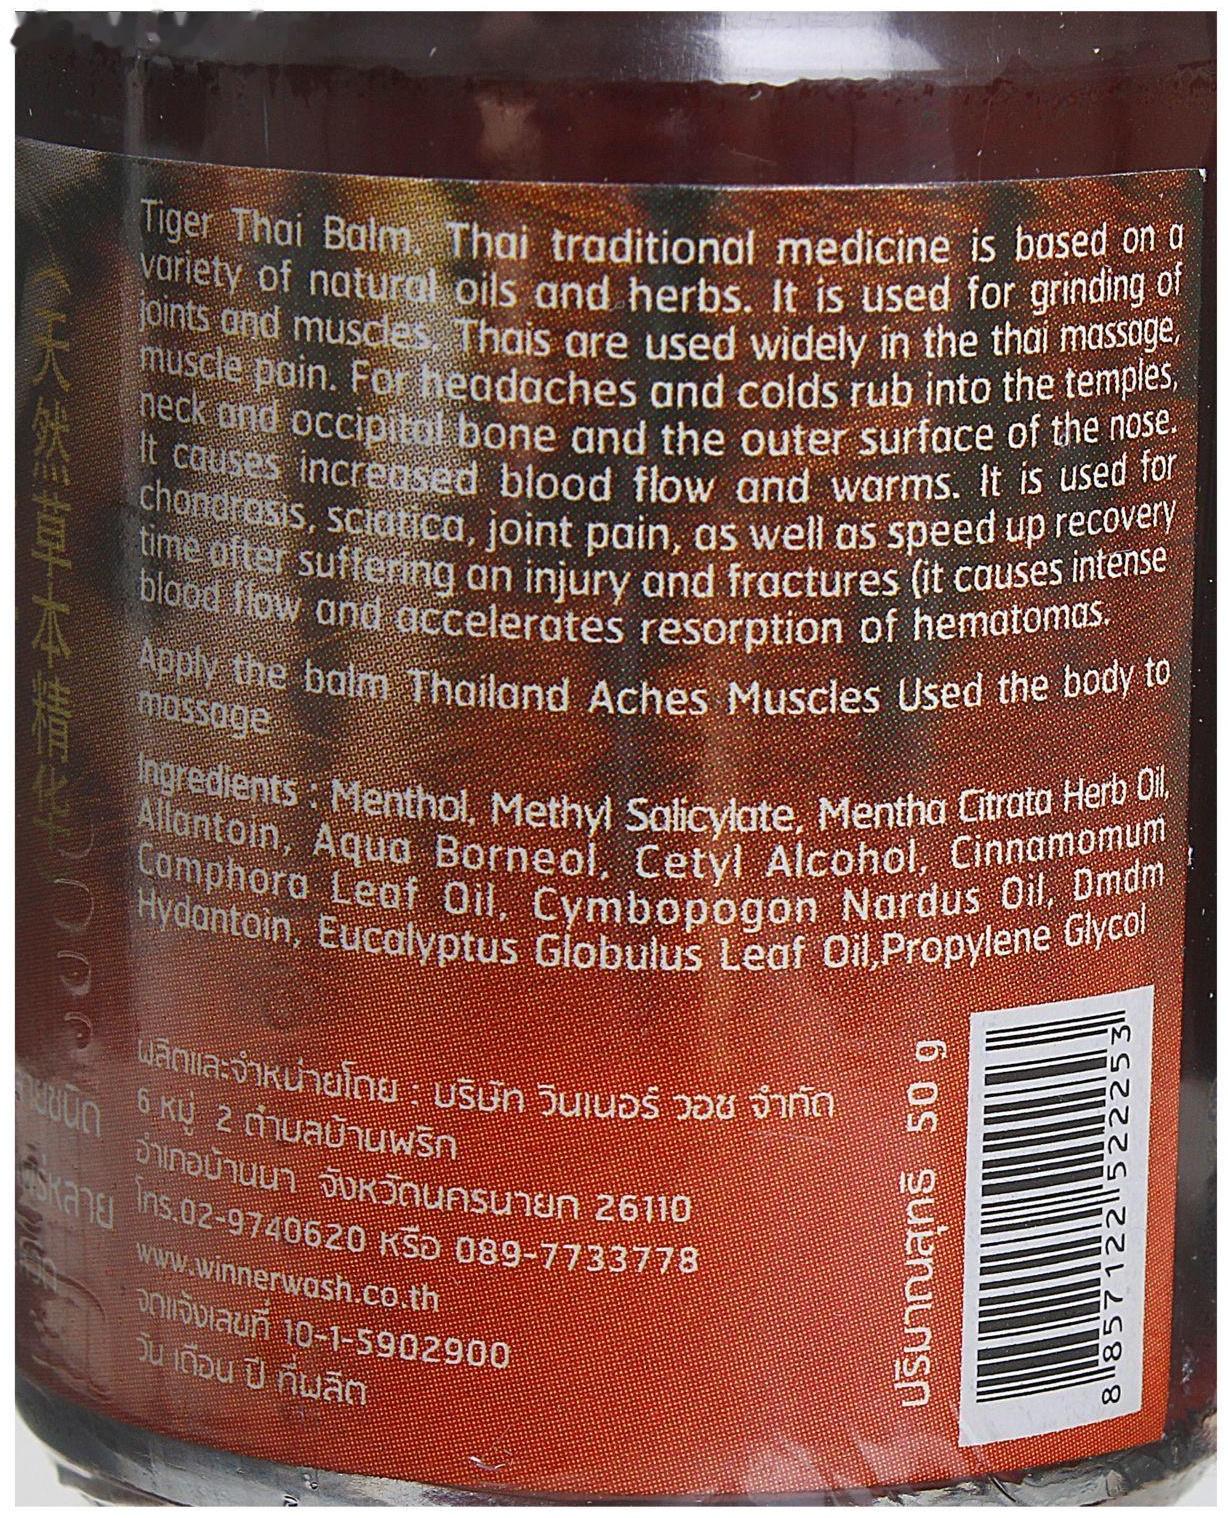 Tiger Thai Balm. Thai traditional medicine is based on a
variety of natural oils and herbs. It is used for grinding of
joints and muscles. Thais are used widely in the thai massage,
muscle pain. For headaches and colds rub into the temples,
neck and occipital bone and the outer surface of the nose.
It causes increased blood flow and warms. It is used for
chondrosis, sciatica, joint pain, as well as speed up recovery
time after suffering an injury and fractures (it causes intense
blood flow and accelerates resorption of hematomas.
Apply the balm Thailand Aches Muscles Used the body to
massage
Ingredients : Menthol, Methyl Salicylate, Mentha Citrata Herb Oil,
Allantoin, Aqua Borneol, Cetyl Alcohol, Cinnamomum
Camphora Leaf Oil, Cymbopogon Nardus Oil, Dmdm
Hydantoin, Eucalyptus Globulus Leaf Oil,Propylene Glycol
ผลิตและจำหน่ายโดย : บริษัท วินเนอร์ วอช จำกัด
6 หมู่ 2 ตำบลบ้านพริก
อำเภอบ้านนา จังหวัดนครนายก 26110
โทร.02-9740620 หรือ 089-7733778
www.winnerwash.co.th
จดแจ้งเลขที่ 10-1-5902900
วัน เดือน ปี ที่ผลิต
ปริมาณสุทธิ 50 g
8 857122 522253
天然草本精华